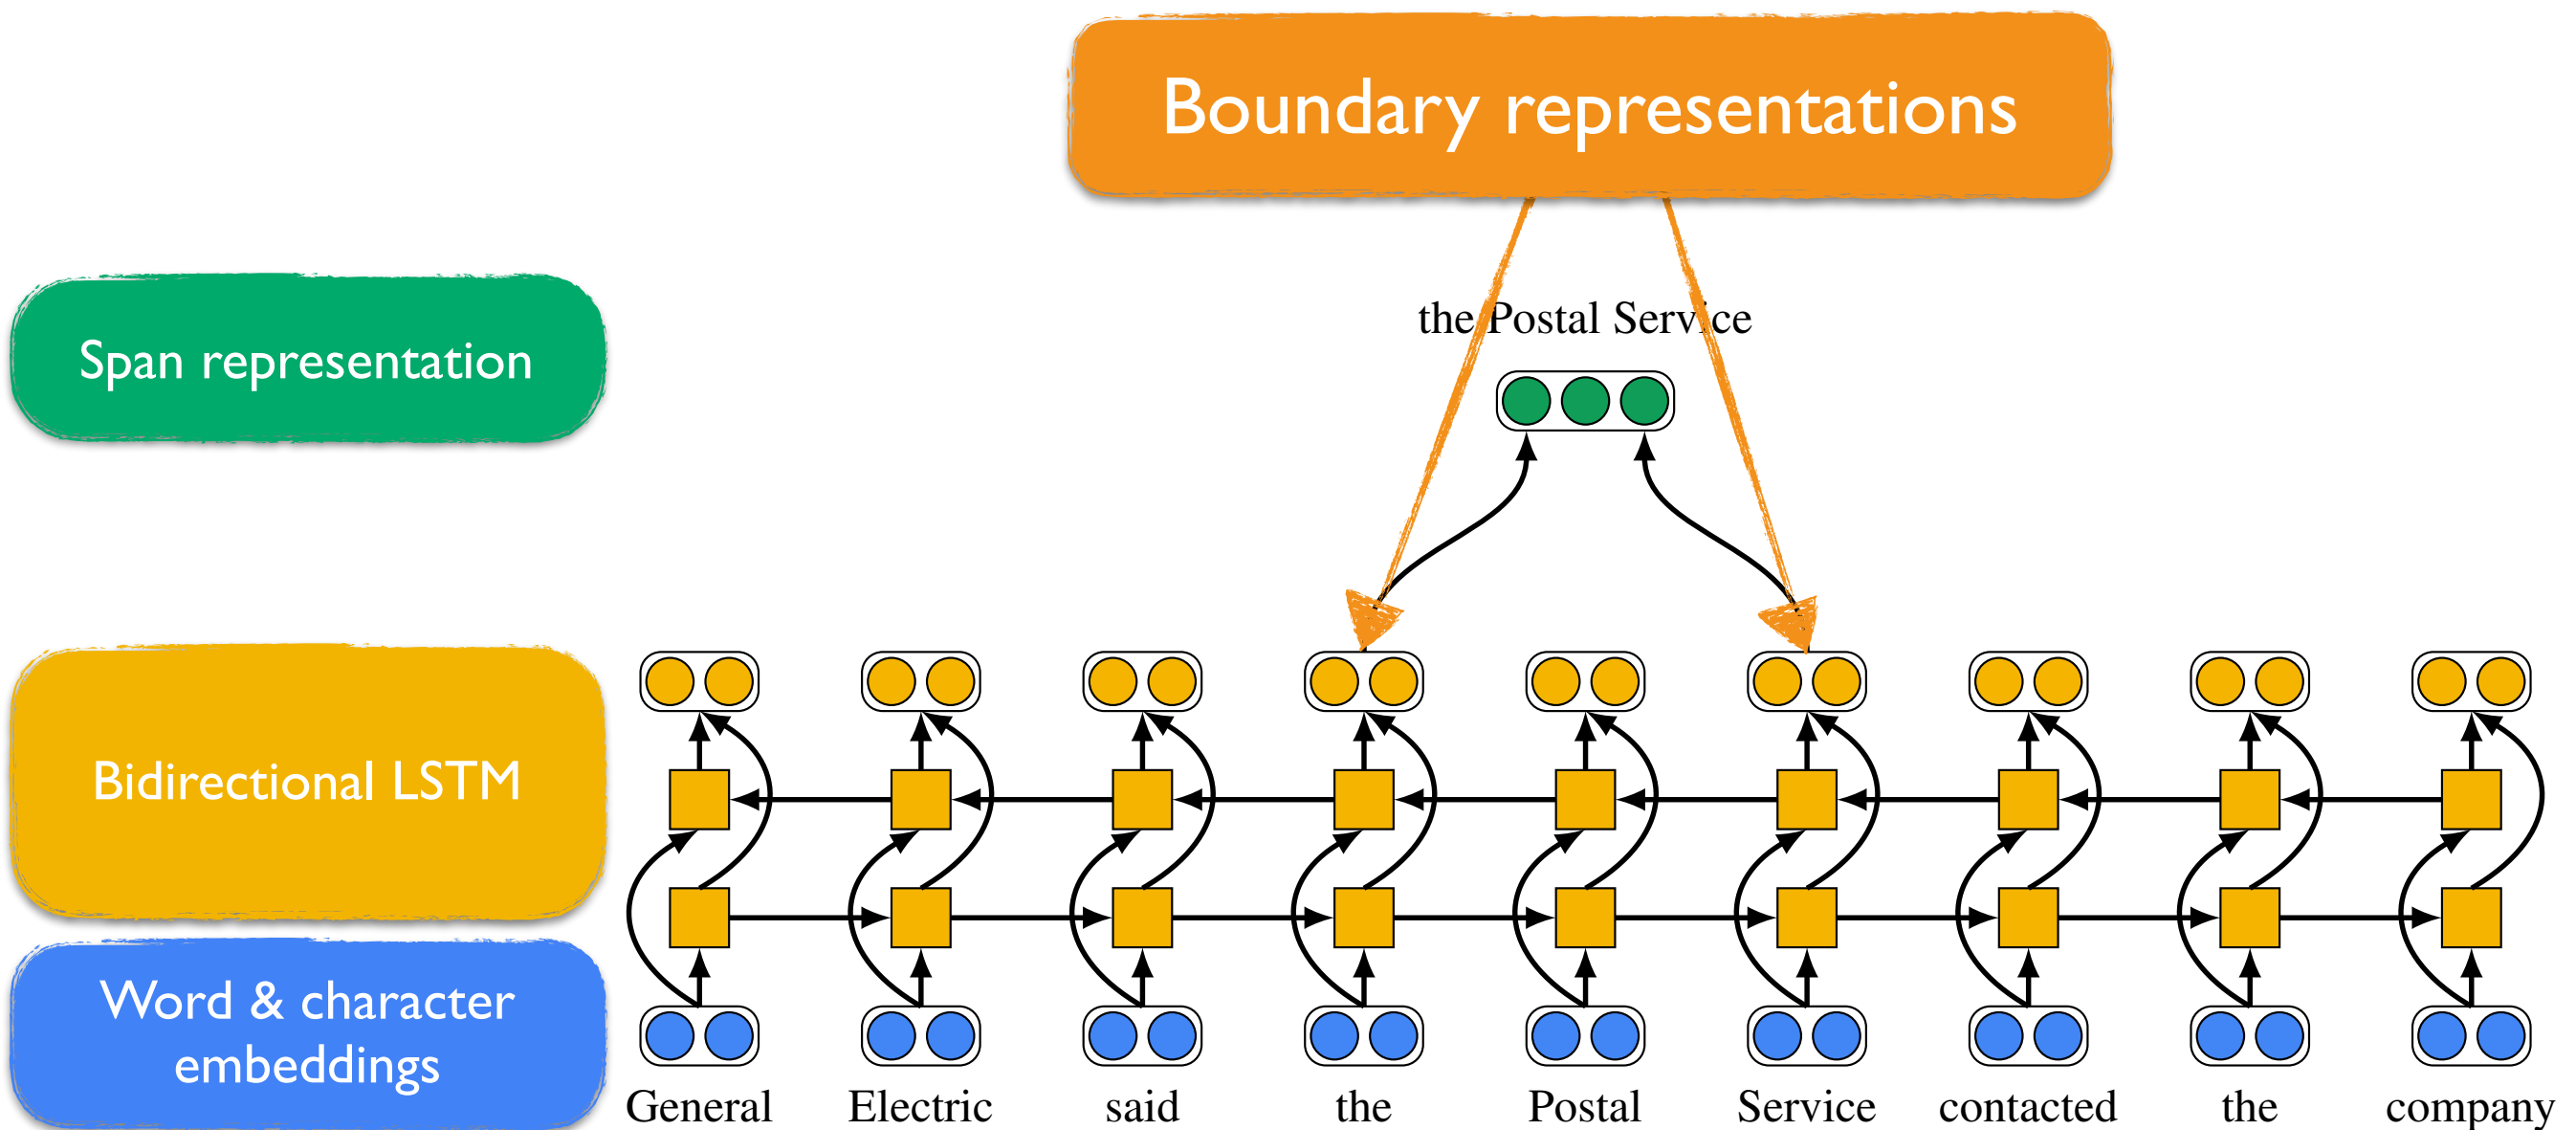 Boundary representations
the Postal Service
Span representation
Bidirectional LSTM
Word & character
embeddings
General Electric said the Postal Service contacted the company